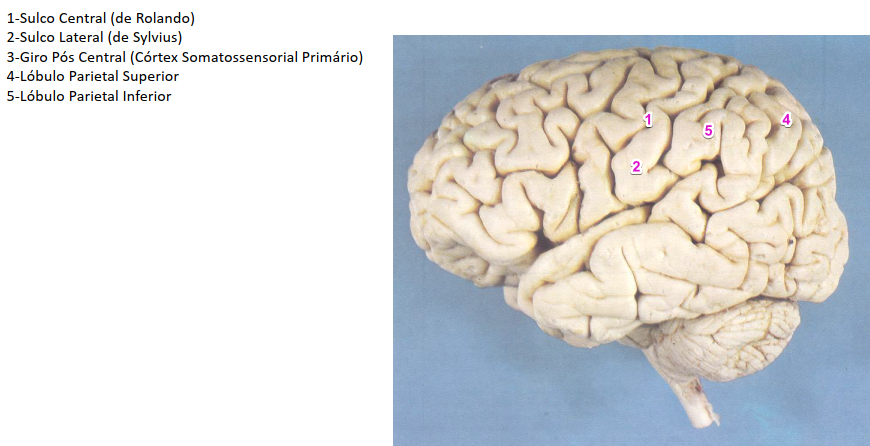 1-Sulco Central (de Rolando)
2-Sulco Lateral (de Sylvius)
3-Giro Pós Central (Córtex Somatossensorial Primário)
4-Lóbulo Parietal Superior
5-Lóbulo Parietal Inferior
1
5
4
2